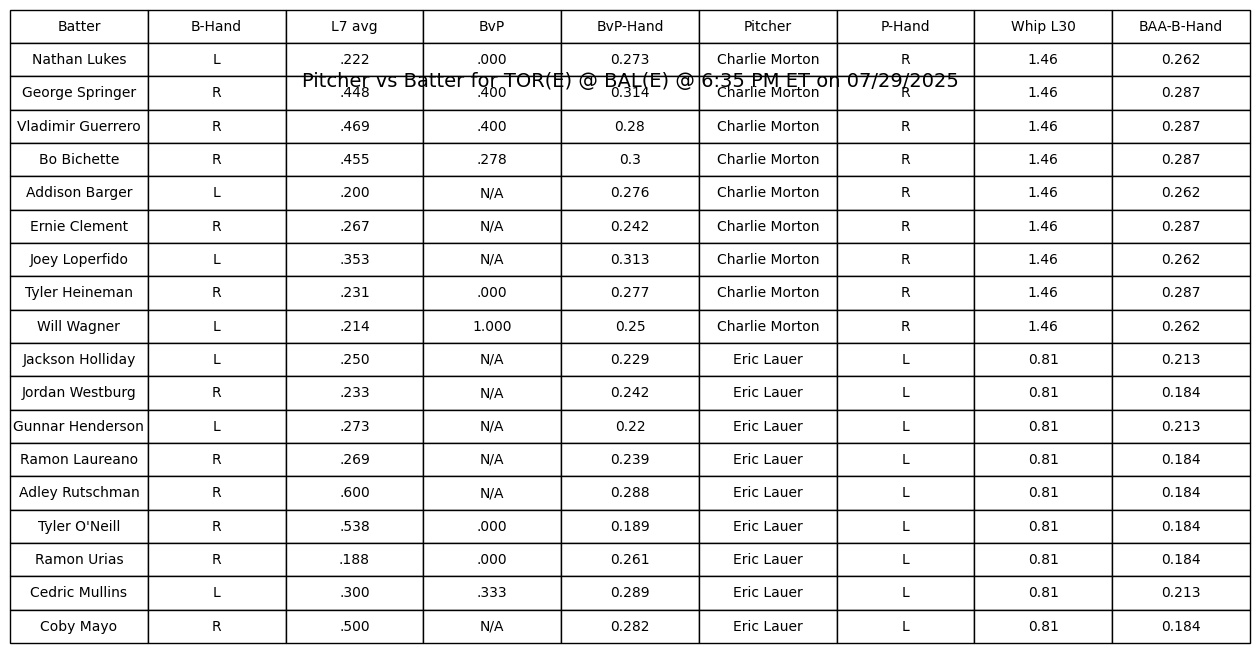 Batter B-Hand L7 avg BvP BvP-Hand Pitcher P-Hand Whip L30 BAA-B-Hand
Nathan Lukes L .222 .000 0.273 Charlie Morton R 1.46 0.262
Pitcher vs Batter for TOR(E) @ BAL(E) @ 6:35 PM ET on 07/29/2025
George Springer R .448 .400 0.314 Charlie Morton R 1.46 0.287
Vladimir Guerrero R .469 .400 0.28 Charlie Morton R 1.46 0.287
Bo Bichette R .455 .278 0.3 Charlie Morton R 1.46 0.287
Addison Barger L .200 N/A 0.276 Charlie Morton R 1.46 0.262
Ernie Clement R .267 N/A 0.242 Charlie Morton R 1.46 0.287
Joey Loperfido L .353 N/A 0.313 Charlie Morton R 1.46 0.262
Tyler Heineman R .231 .000 0.277 Charlie Morton R 1.46 0.287
Will Wagner L .214 1.000 0.25 Charlie Morton R 1.46 0.262
Jackson Holliday L .250 N/A 0.229 Eric Lauer L 0.81 0.213
Jordan Westburg R .233 N/A 0.242 Eric Lauer L 0.81 0.184
Gunnar Henderson L .273 N/A 0.22 Eric Lauer L 0.81 0.213
Ramon Laureano R .269 N/A 0.239 Eric Lauer L 0.81 0.184
Adley Rutschman R .600 N/A 0.288 Eric Lauer L 0.81 0.184
Tyler O'Neill R .538 .000 0.189 Eric Lauer L 0.81 0.184
Ramon Urias R .188 .000 0.261 Eric Lauer L 0.81 0.184
Cedric Mullins L .300 .333 0.289 Eric Lauer L 0.81 0.213
Coby Mayo R .500 N/A 0.282 Eric Lauer L 0.81 0.184